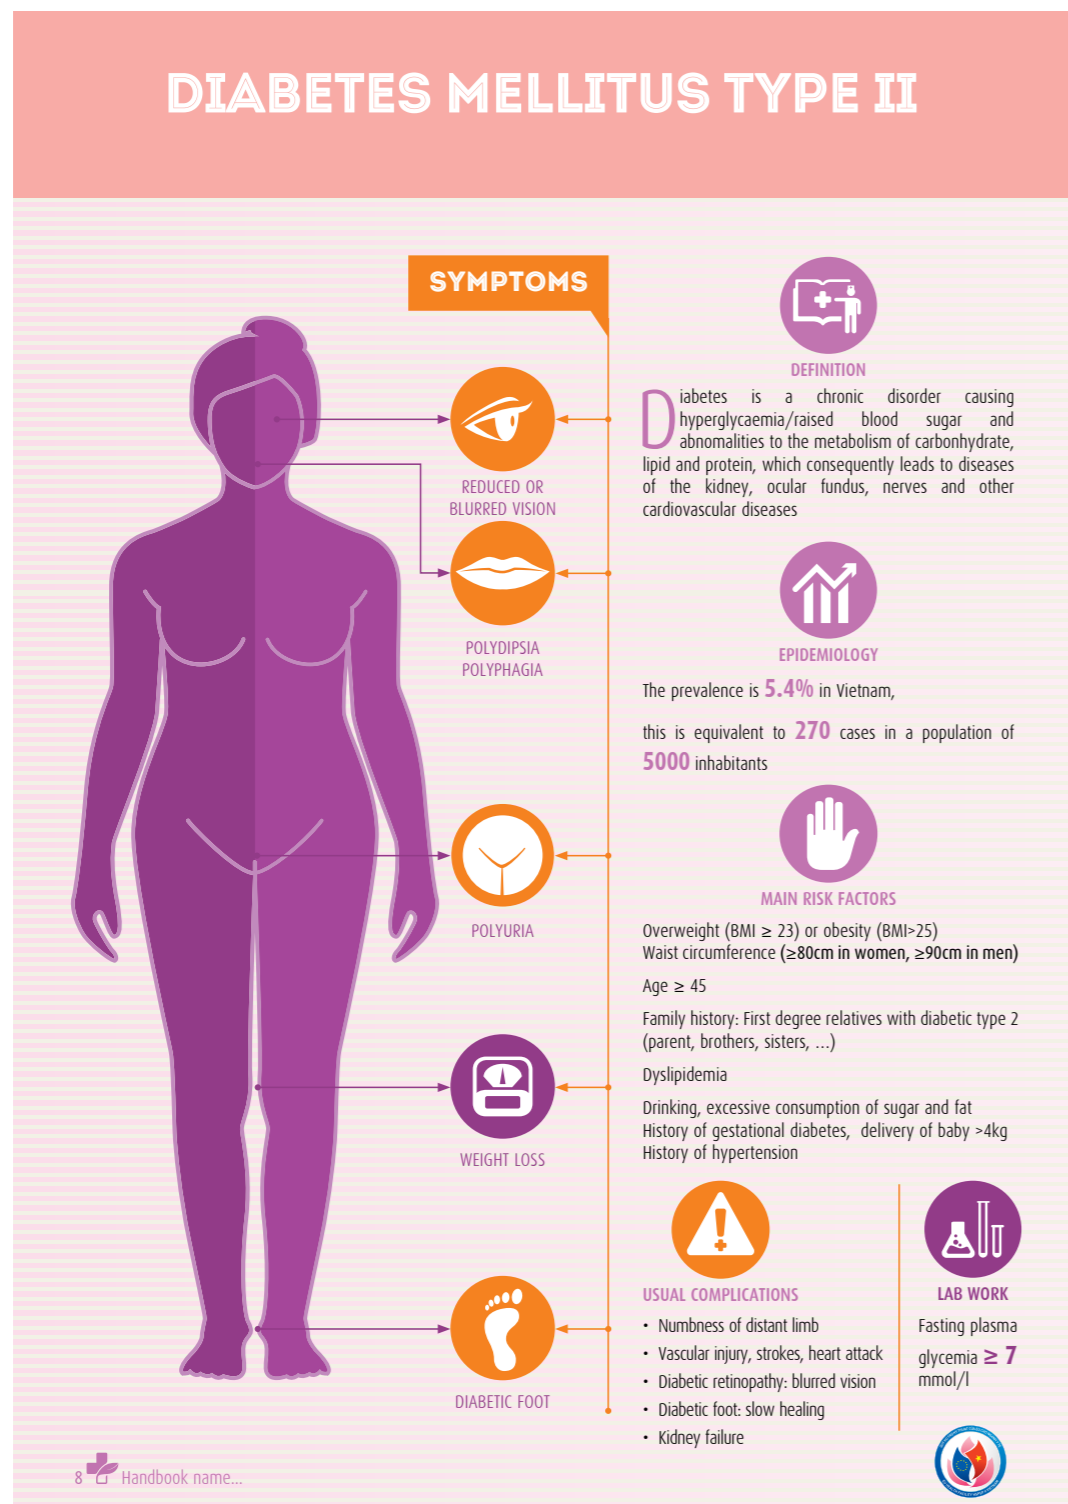 DIABETES MELLITUS TYPE II
SYMPTOMS
REDUCED OR
BLURRED VISION
POLYDIPSIA
POLYPHAGIA
POLYURIA
WEIGHT LOSS
DIABETIC FOOT
DEFINITION
Diabetes is a chronic disorder causing
hyperglycaemia/raised blood sugar and
abnomalities to the metabolism of carbonhydrate,
lipid and protein, which consequently leads to diseases
of the kidney, ocular fundus, nerves and other
cardiovascular diseases
EPIDEMIOLOGY
The prevalence is 5.4% in Vietnam,
this is equivalent to 270 cases in a population of
5000 inhabitants
MAIN RISK FACTORS
Overweight (BMI ≥ 23) or obesity (BMI>25)
Waist circumference (≥80cm in women, ≥90cm in men)
Age ≥ 45
Family history: First degree relatives with diabetic type 2
(parent, brothers, sisters, ...)
Dyslipidemia
Drinking, excessive consumption of sugar and fat
History of gestational diabetes, delivery of baby >4kg
History of hypertension
USUAL COMPLICATIONS
• Numbness of distant limb
• Vascular injury, strokes, heart attack
• Diabetic retinopathy: blurred vision
• Diabetic foot: slow healing
• Kidney failure
LAB WORK
Fasting plasma
glycemia ≥ 7
mmol/l
8 Handbook name...